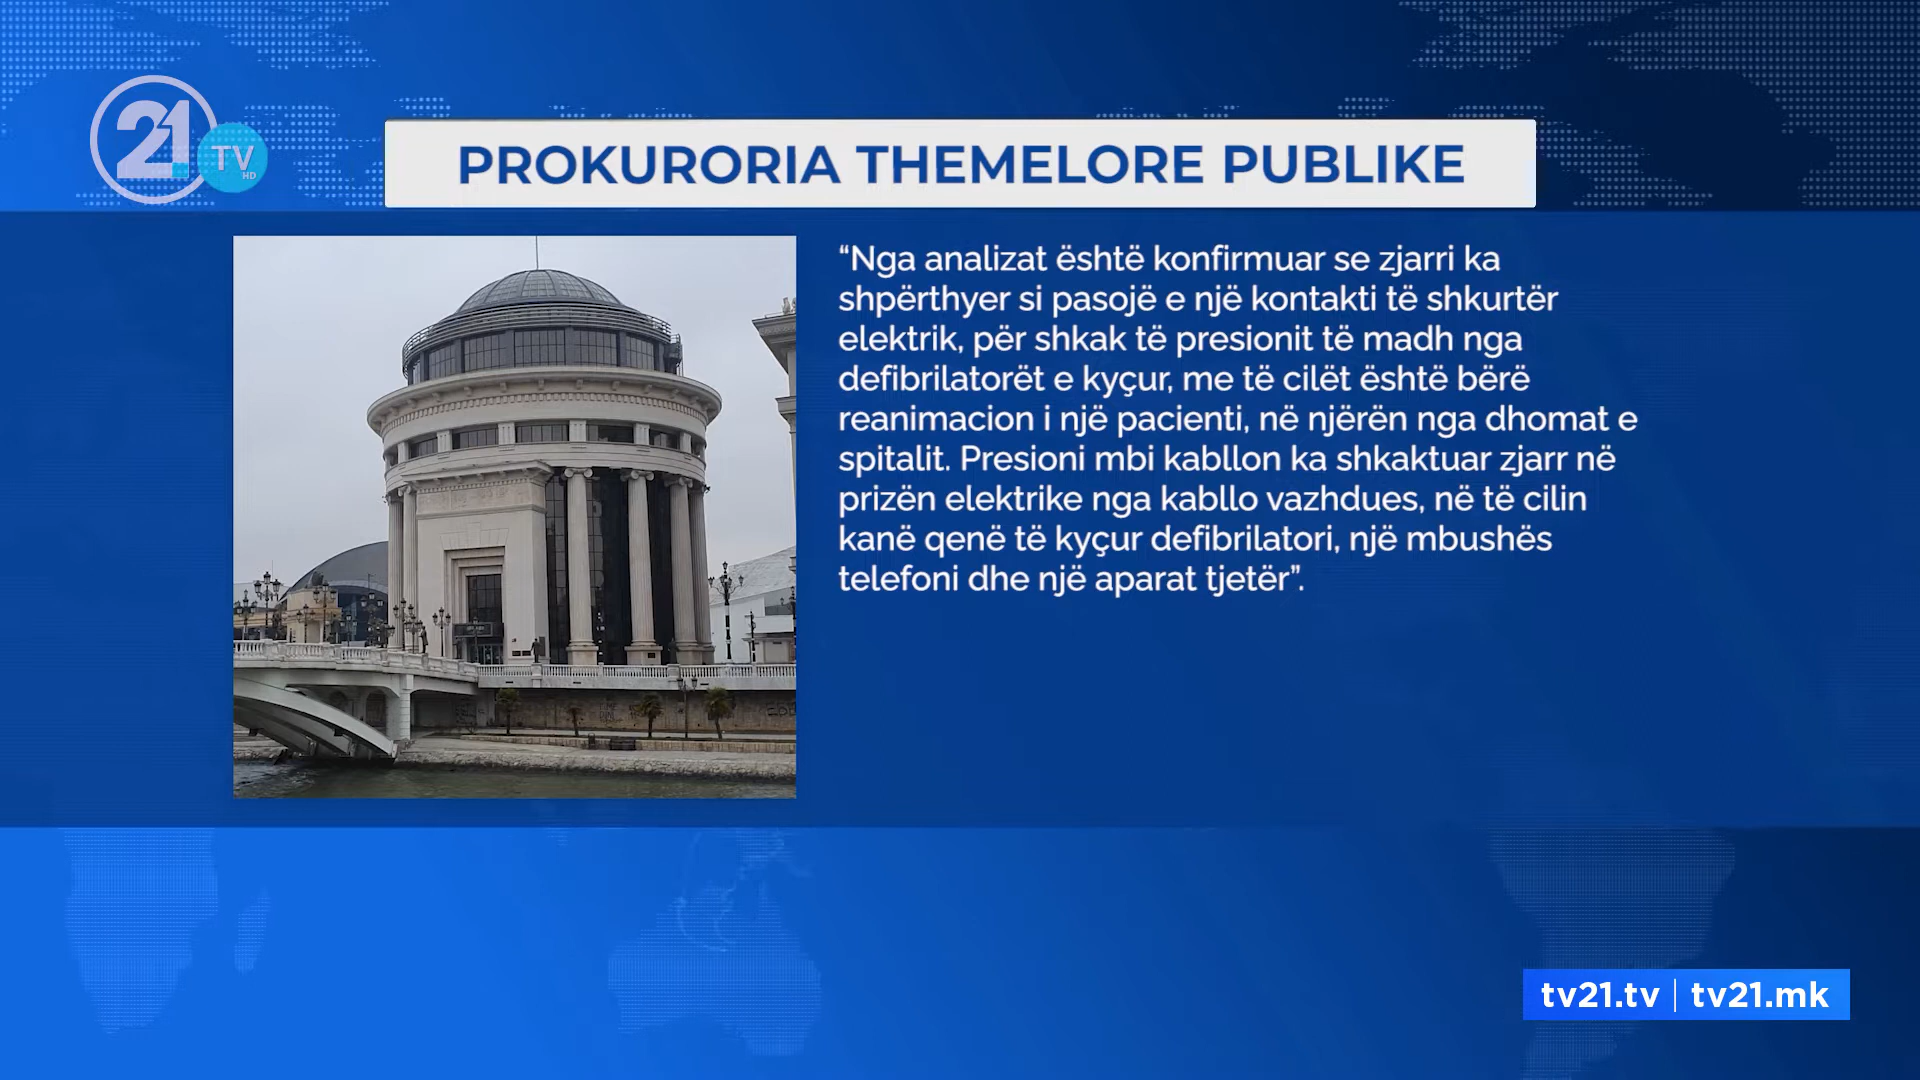 21
TV
HD
PROKURORIA THEMELORE PUBLIKE
“Nga analizat është konfirmuar se zjarri ka
shpërthyer si pasojë e një kontakti të shkurtër
elektrik, për shkak të presionit të madh nga
defibrilatorët e kyçur, me të cilët është bërë
reanimacion i një pacienti, në njërën nga dhomat e
spitalit. Presioni mbi kabllon ka shkaktuar zjarr në
prizën elektrike nga kabllo vazhdues, në të cilin
kanë qenë të kyçur defibrilatori, një mbushës
telefoni dhe një aparat tjetër”.
tv21.tv | tv21.mk